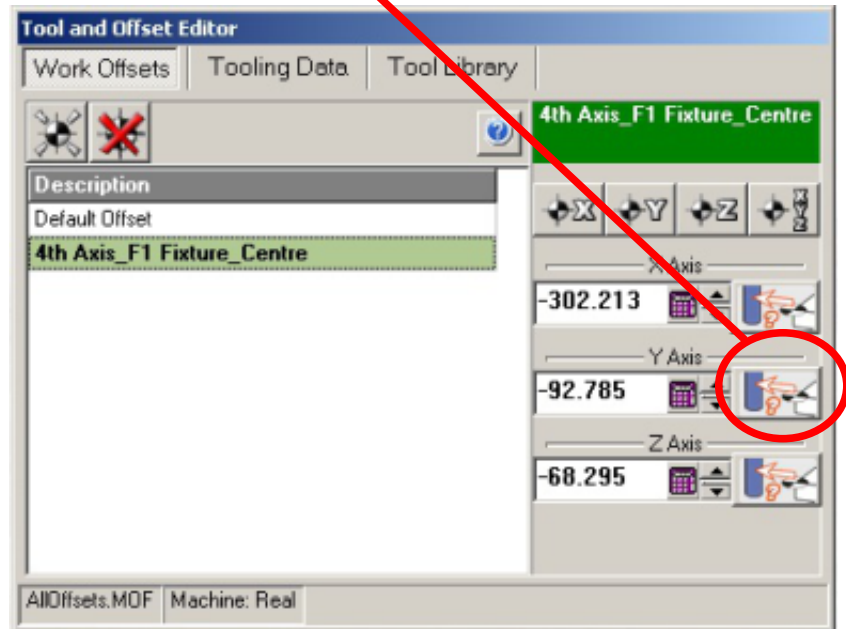 Tool and Offset Editor
Work Offsets Tooling Data Tool Library
4th Axis_F1 Fixture_Centre
Description
Default Offset
4th Axis_F1 Fixture_Centre
X Y Z XYZ
X Axis
-302.213
Y Axis
-92.785
Z Axis
-68.295
AllOffsets.MOF Machine: Real